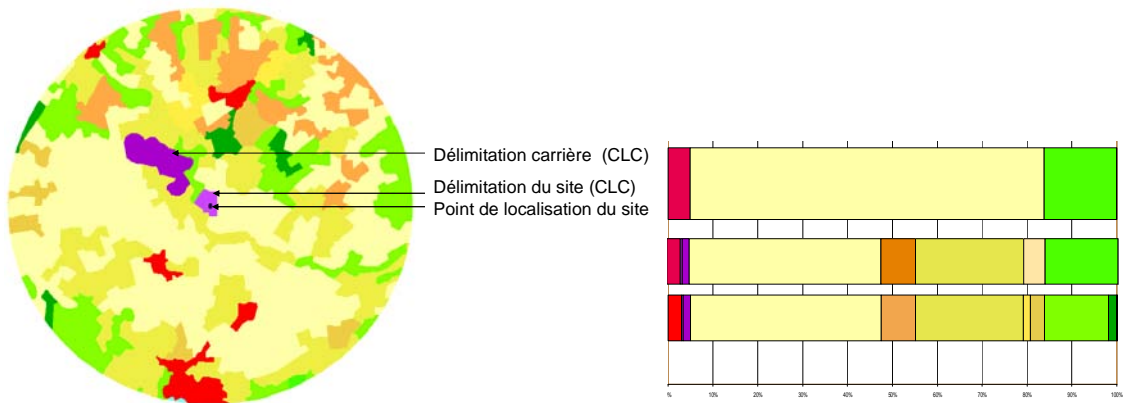 Délimitation carrière (CLC)
Délimitation du site (CLC)
Point de localisation du site
% 10% 20% 30% 40% 50% 60% 70% 80% 90% 100%